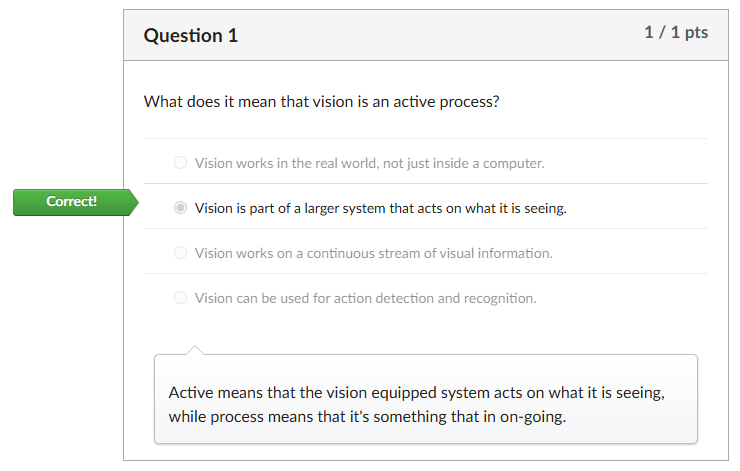 Question 1
1 / 1 pts
What does it mean that vision is an active process?
Vision works in the real world, not just inside a computer.
Correct!
Vision is part of a larger system that acts on what it is seeing.
Vision works on a continuous stream of visual information.
Vision can be used for action detection and recognition.
Active means that the vision equipped system acts on what it is seeing,
while process means that it's something that in on-going.